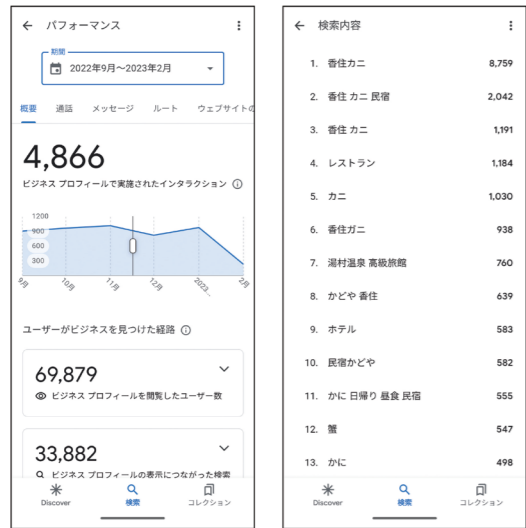 パフォーマンス
期間
2022年9月～2023年2月
概要 通話 メッセージ ルート ウェブサイトの
4,866
ビジネス プロフィールで実施されたインタラクション
1200
900
600
300
9月 10月 11月 12月 2023... 2月
ユーザーがビジネスを見つけた経路
69,879
ビジネス プロフィールを閲覧したユーザー数
33,882
ビジネス プロフィールの表示につながった検索
Discover 検索 コレクション
検索内容
1. 香住カニ 8,759
2. 香住 カニ 民宿 2,042
3. 香住 カニ 1,191
4. レストラン 1,184
5. カニ 1,030
6. 香住ガニ 938
7. 湯村温泉 高級旅館 760
8. かどや 香住 639
9. ホテル 583
10. 民宿かどや 582
11. かに 日帰り 昼食 民宿 555
12. 蟹 547
13. かに 498
Discover 検索 コレクション